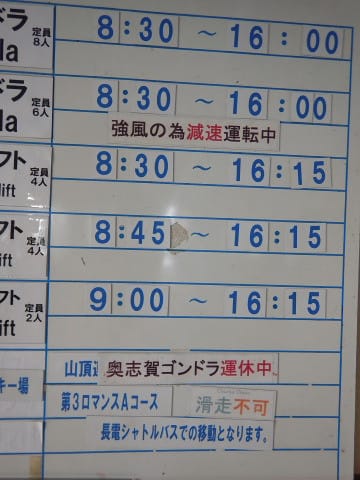 ドラ 定員8人 8:30 ～ 16:00
la
ドラ 定員6人 8:30 ～ 16:00
la 強風の為減速運転中
フト 定員4人 8:30 ～ 16:15
lift
フト 定員4人 8:45 ～ 16:15
ift
フト 定員2人 9:00 ～ 16:15
ift
山頂 奥志賀ゴンドラ運休中、
キー場 第3ロマンスAコース 滑走不可
長電シャトルバスでの移動となります。